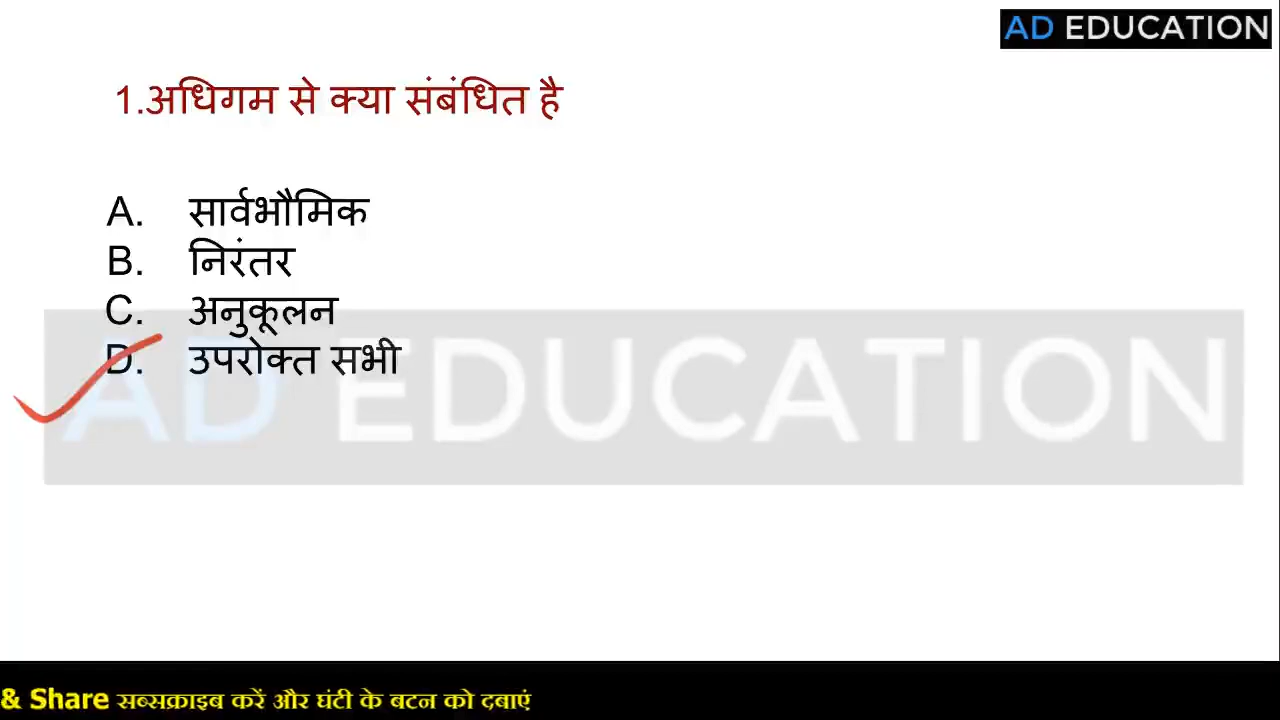 AD EDUCATION
1.अधिगम से क्या संबंधित है
A. सार्वभौमिक
B. निरंतर
C. अनुकूलन
D. उपरोक्त सभी
AD EDUCATION
& Share सब्सक्राइब करें और घंटी के बटन को दबाएं